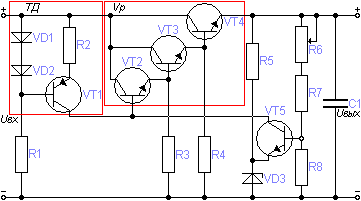 + ТД Vp VT4 +
VD1 R2 VT3
VD2 VT2 R5 R6
VT1 R7 C1
Uвх VT5 Uвых
R1 R3 R4 R8
VD3
− −